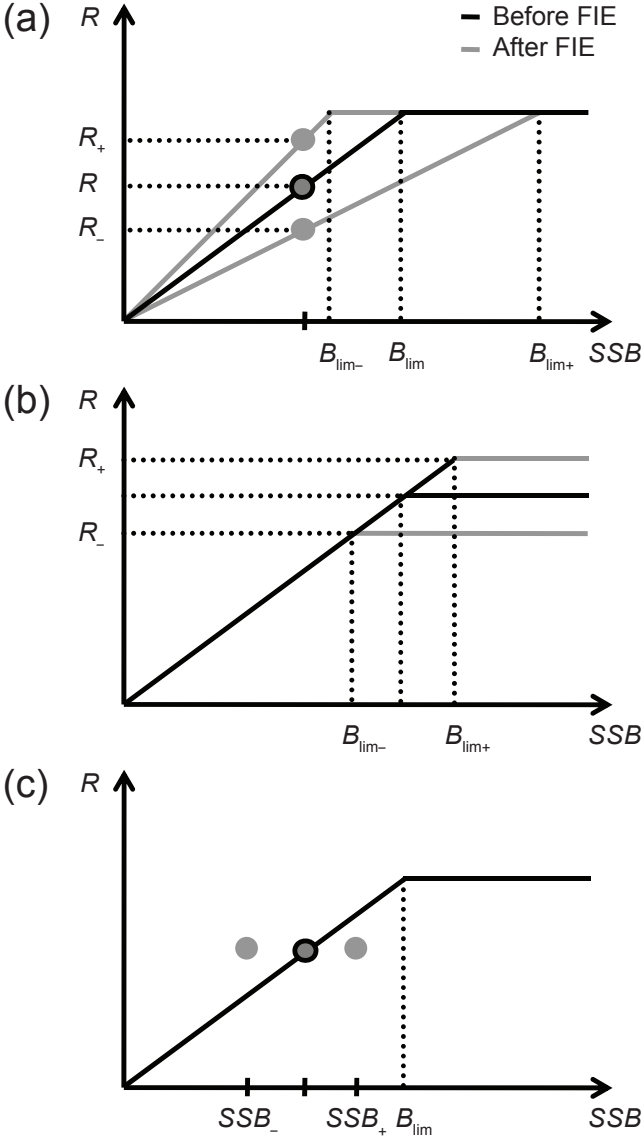 (a)
R
Before FIE
After FIE
R+
R
R−
Blim− Blim Blim+ SSB
(b)
R
R+
R−
Blim− Blim+ SSB
(c)
R
SSB− SSB+ Blim SSB